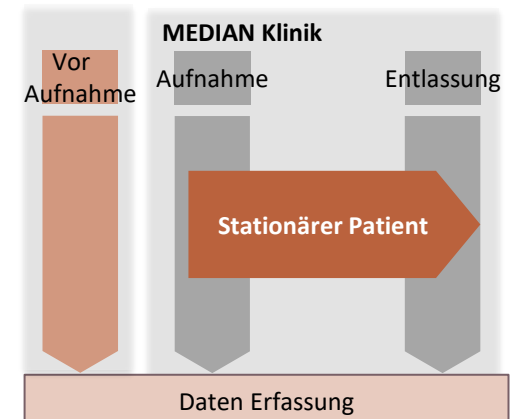 MEDIAN Klinik
Vor
Aufnahme
Aufnahme
Entlassung
Stationärer Patient
Daten Erfassung